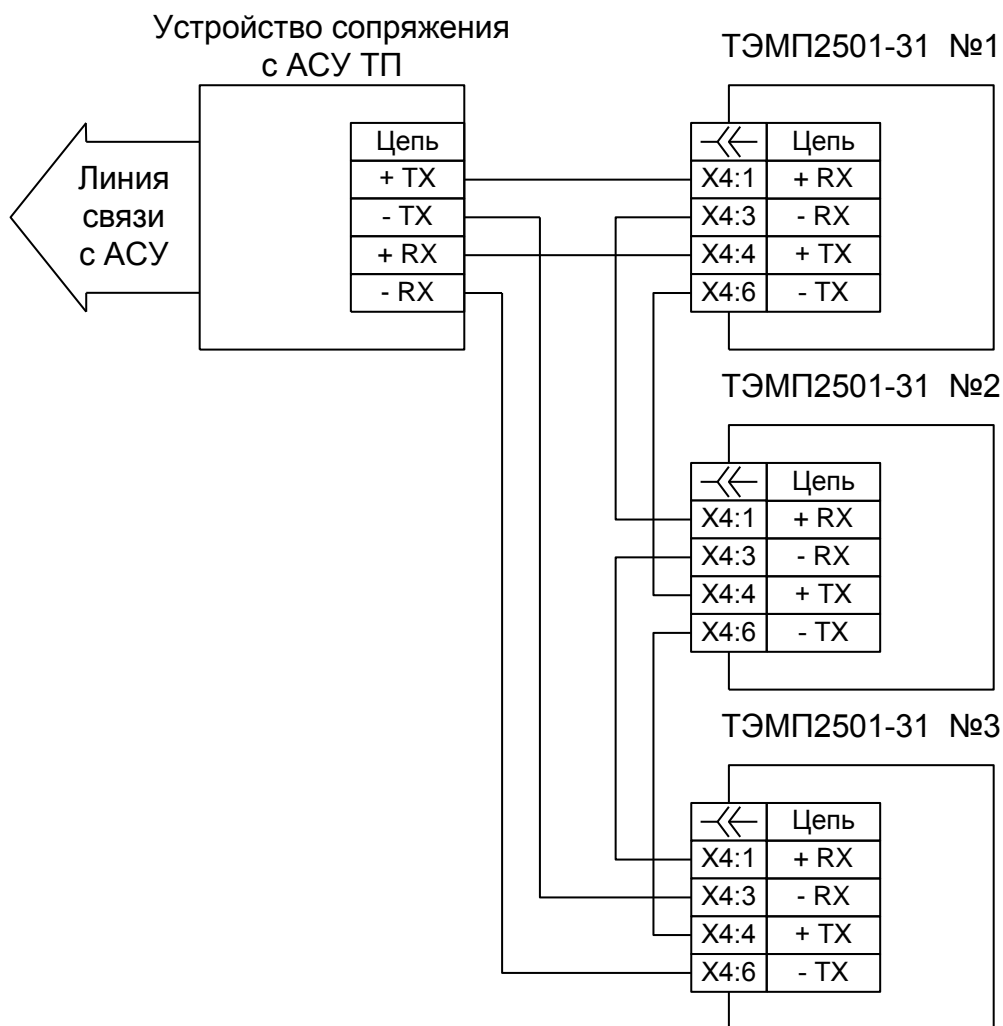 Устройство сопряжения
с АСУ ТП
Линия
связи
с АСУ
Цепь
+ TX
- TX
+ RX
- RX
ТЭМП2501-31 №1
Цепь
X4:1 + RX
X4:3 - RX
X4:4 + TX
X4:6 - TX
ТЭМП2501-31 №2
Цепь
X4:1 + RX
X4:3 - RX
X4:4 + TX
X4:6 - TX
ТЭМП2501-31 №3
Цепь
X4:1 + RX
X4:3 - RX
X4:4 + TX
X4:6 - TX